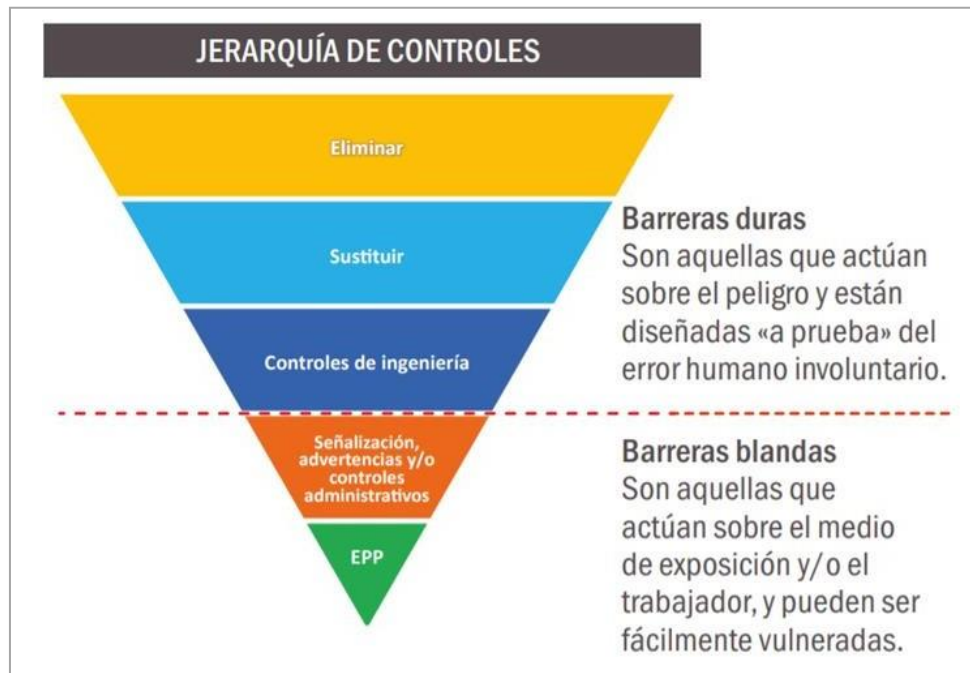 JERARQUÍA DE CONTROLES
Eliminar
Sustituir
Controles de ingeniería
Barreras duras
Son aquellas que actúan
sobre el peligro y están
diseñadas «a prueba» del
error humano involuntario.
Señalización,
advertencias y/o
controles
administrativos
EPP
Barreras blandas
Son aquellas que
actúan sobre el medio
de exposición y/o el
trabajador, y pueden ser
fácilmente vulneradas.